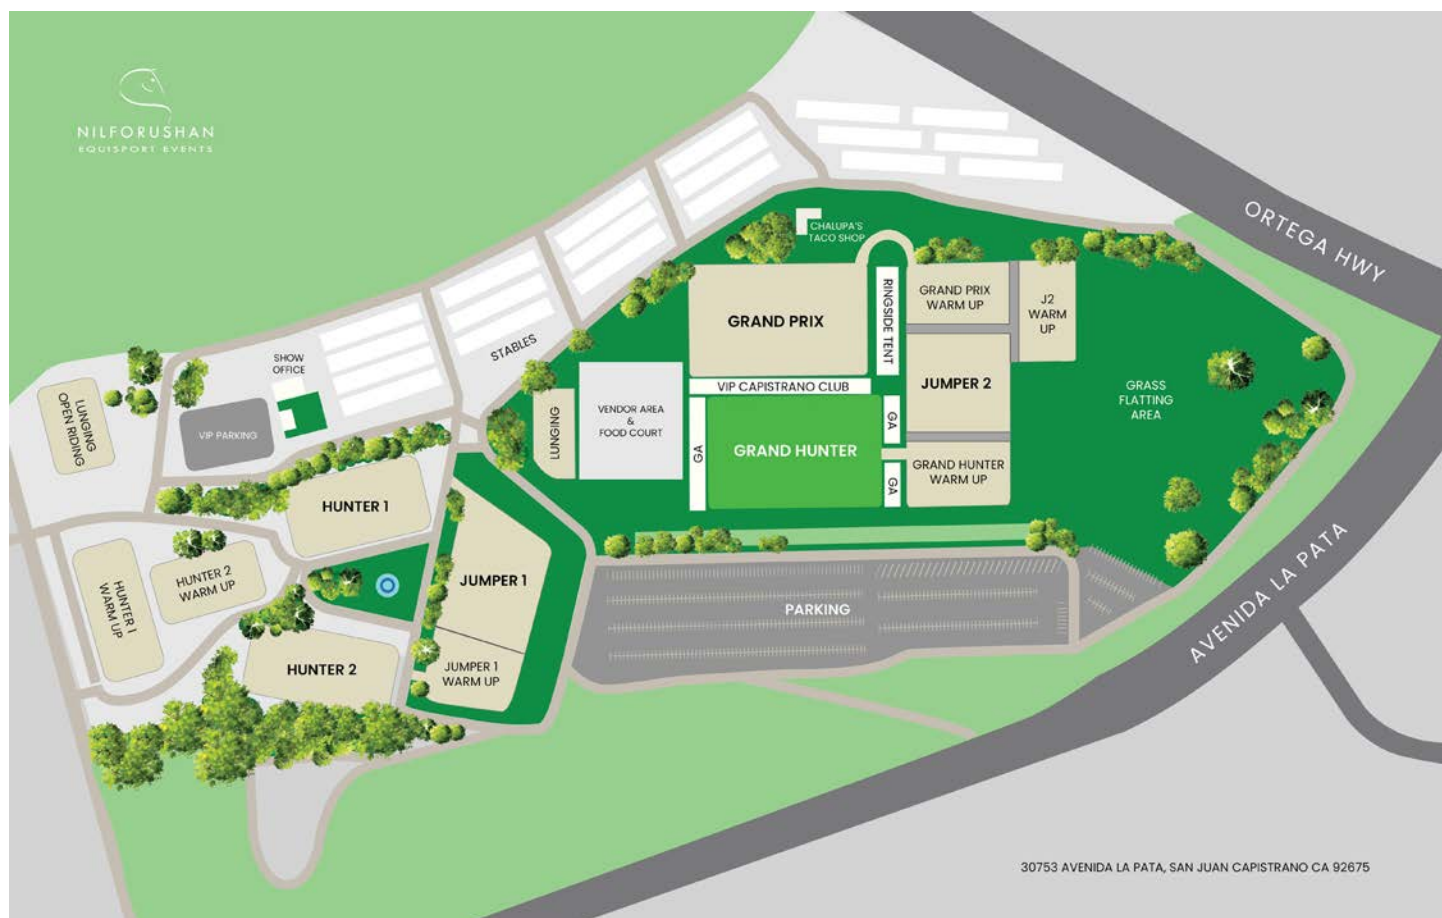 NILFORUSHAN
EQUISPORT EVENTS
ORTEGA HWY
CHALUPA'S
TACO SHOP
GRAND PRIX
RINGSIDE TENT
GRAND PRIX
WARM UP
J2
WARM
UP
STABLES
SHOW
OFFICE
VIP CAPISTRANO CLUB
JUMPER 2
GRASS
FLATTING
AREA
LUNGING
OPEN RIDING
VIP PARKING
LUNGING
VENDOR AREA
&
FOOD COURT
GA
GRAND HUNTER
GA
GA
GRAND HUNTER
WARM UP
HUNTER 1
HUNTER 1
WARM UP
HUNTER 2
WARM UP
JUMPER 1
PARKING
AVENIDA LA PATA
HUNTER 2
JUMPER 1
WARM UP
30753 AVENIDA LA PATA, SAN JUAN CAPISTRANO CA 92675